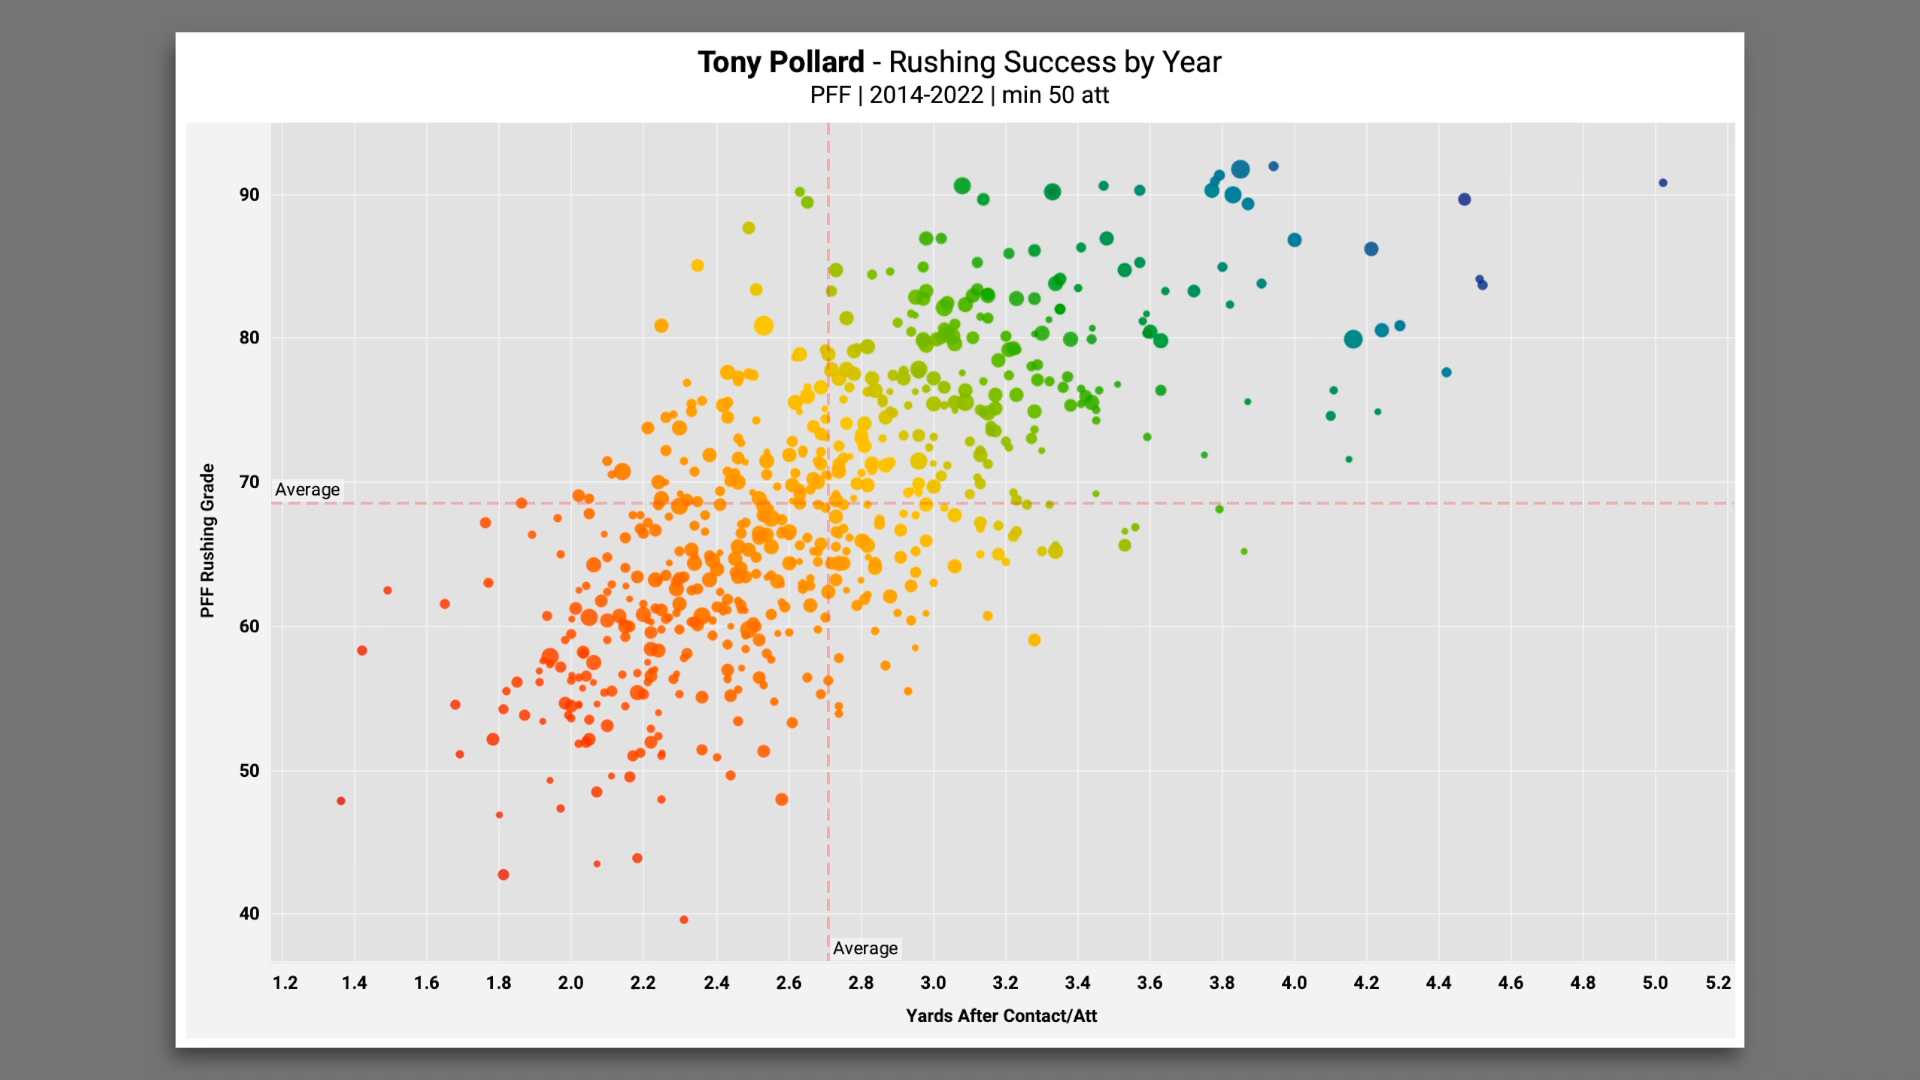 Tony Pollard - Rushing Success by Year
PFF | 2014-2022 | min 50 att
90
80
70
Average
60
50
40
PFF Rushing Grade
Average
1.2 1.4 1.6 1.8 2.0 2.2 2.4 2.6 2.8 3.0 3.2 3.4 3.6 3.8 4.0 4.2 4.4 4.6 4.8 5.0 5.2
Yards After Contact/Att